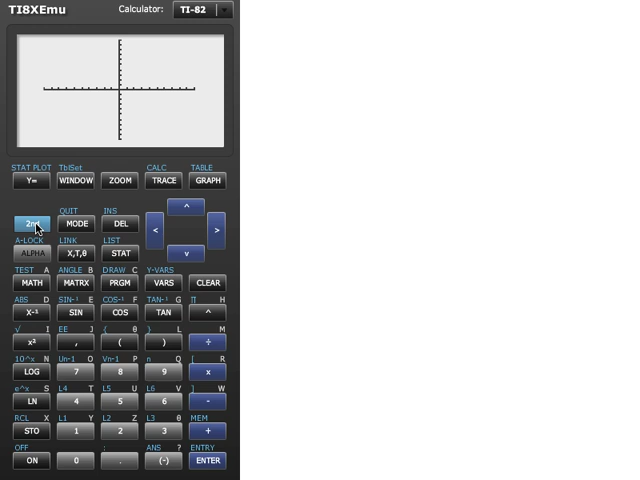 TI8XEmu Calculator: TI-82
STAT PLOT TblSet CALC TABLE
Y= WINDOW ZOOM TRACE GRAPH
^
QUIT INS
2nd MODE DEL < >
A-LOCK LINK LIST
ALPHA X,T,θ STAT v
TEST A ANGLE B DRAW C Y-VARS
MATH MATRX PRGM VARS CLEAR
ABS D SIN⁻¹ E COS⁻¹ F TAN⁻¹ G Π H
X⁻¹ SIN COS TAN ^
√ I EE J { θ } L M
x² , ( ) ÷
10^x N Un-1 O Vn-1 P n Q [ R
LOG 7 8 9 x
e^x S L4 T L5 U L6 V ] W
LN 4 5 6 -
RCL X L1 Y L2 Z L3 θ MEM
STO 1 2 3 +
OFF : ANS ? ENTRY
ON 0 . (-) ENTER